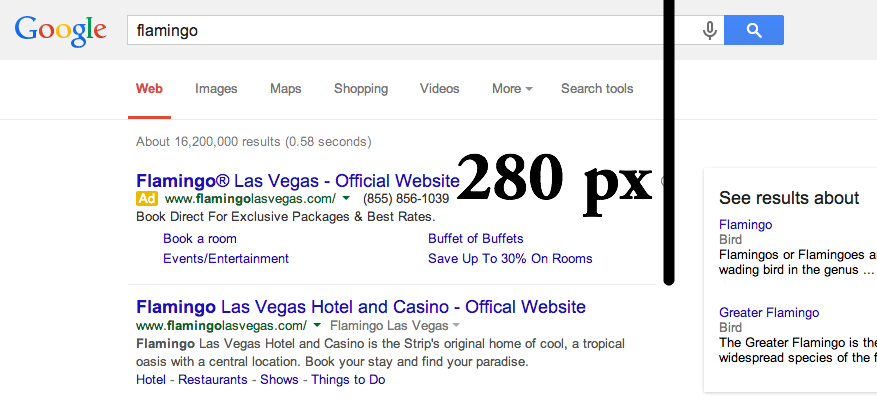 Google
flamingo
Web Images Maps Shopping Videos More Search tools
About 16,200,000 results (0.58 seconds)
Flamingo® Las Vegas - Official Website
280 px
Ad www.flamingolasvegas.com/ (855) 856-1039
Book Direct For Exclusive Packages & Best Rates.
Book a room Buffet of Buffets
Events/Entertainment Save Up To 30% On Rooms
Flamingo Las Vegas Hotel and Casino - Offical Website
www.flamingolasvegas.com/ Flamingo Las Vegas
Flamingo Las Vegas Hotel and Casino is the Strip's original home of cool, a tropical
oasis with a central location. Book your stay and find your paradise.
Hotel - Restaurants - Shows - Things to Do
See results about
Flamingo
Bird
Flamingos or Flamingoes a
wading bird in the genus ...
Greater Flamingo
Bird
The Greater Flamingo is the
widespread species of the f